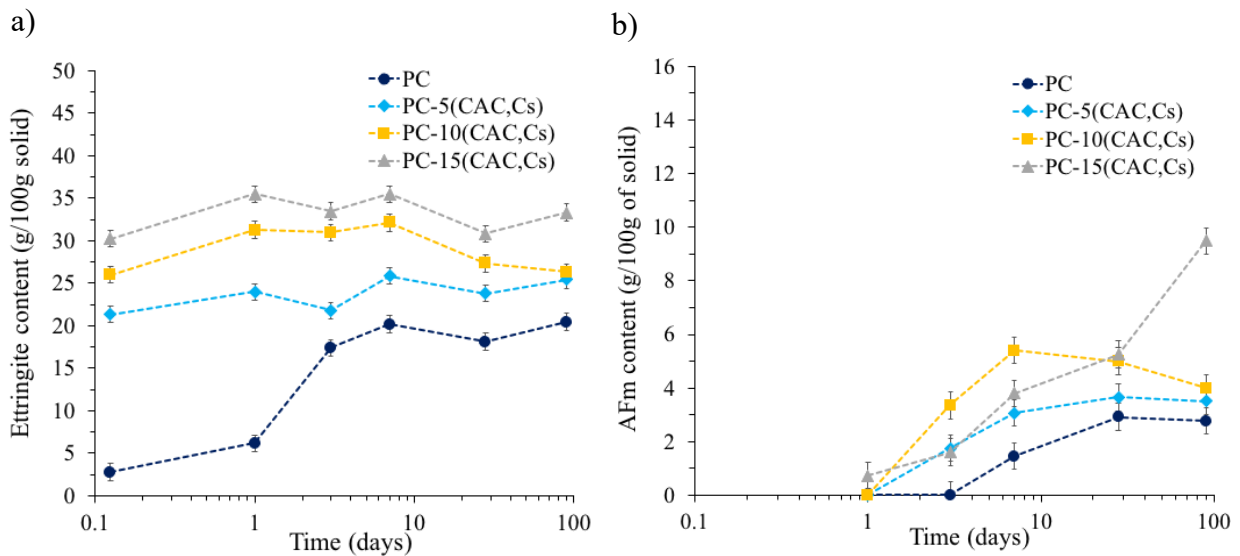 a)
Ettringite content (g/100g solid)
50
45
40
35
30
25
20
15
10
5
0
0.1
1
10
100
Time (days)
PC
PC-5(CAC,Cs)
PC-10(CAC,Cs)
PC-15(CAC,Cs)
b)
AFm content (g/100g of solid)
16
14
12
10
8
6
4
2
0
0.1
1
10
100
Time (days)
PC
PC-5(CAC,Cs)
PC-10(CAC,Cs)
PC-15(CAC,Cs)